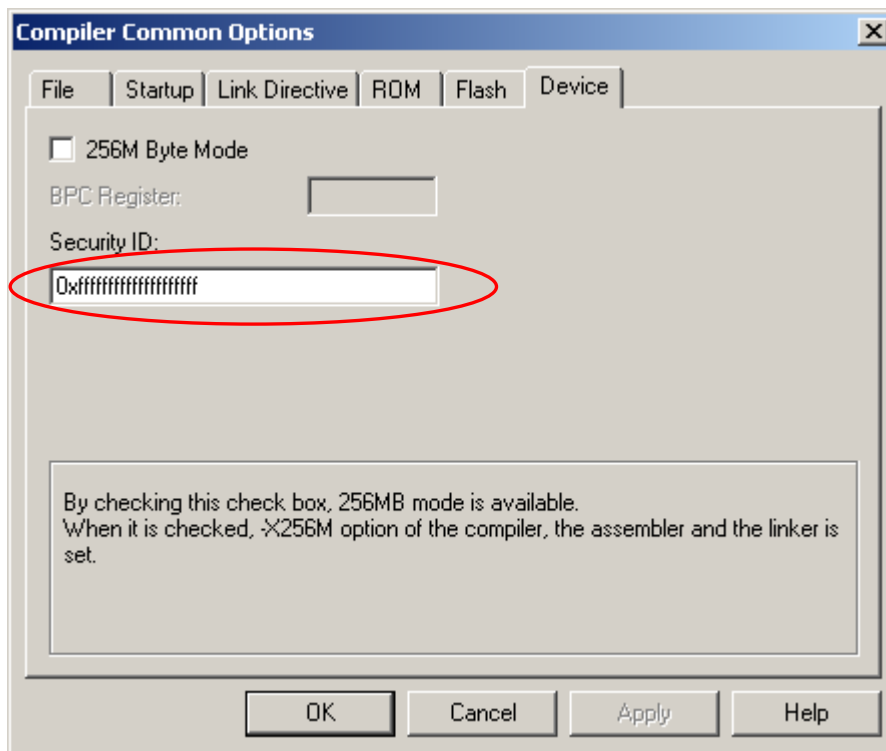 Compiler Common Options
File Startup Link Directive ROM Flash Device
256M Byte Mode
BPC Register:
Security ID:
0xffffffffffffffffffff
By checking this check box, 256MB mode is available.
When it is checked, -X256M option of the compiler, the assembler and the linker is
set.
OK Cancel Apply Help